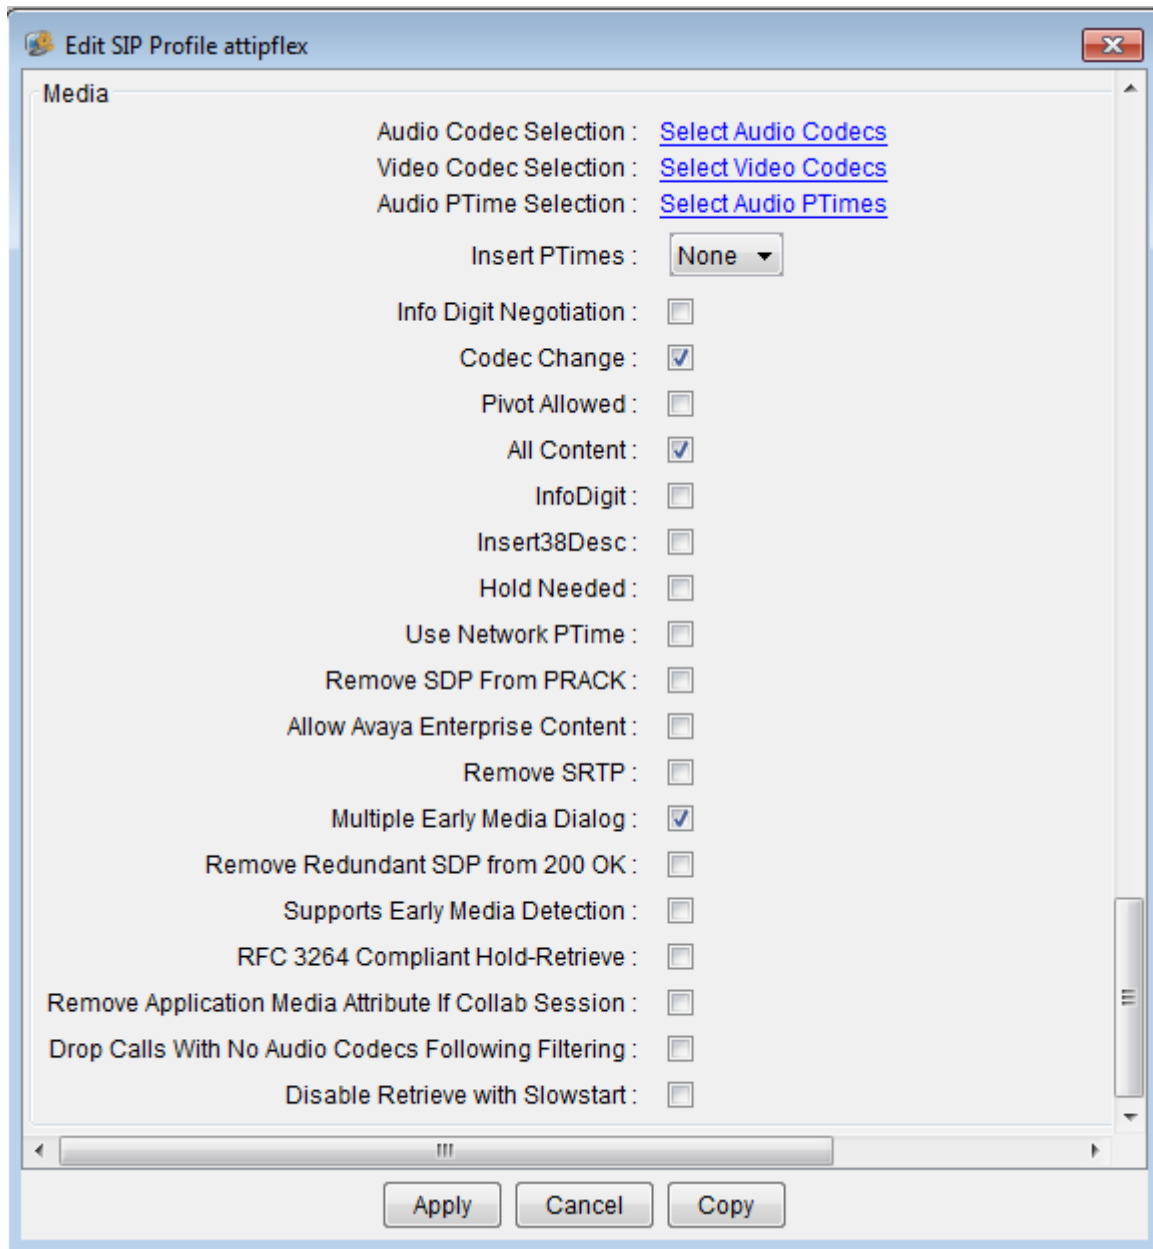 Edit SIP Profile attipflex
Media
Audio Codec Selection : Select Audio Codecs
Video Codec Selection : Select Video Codecs
Audio PTime Selection : Select Audio PTimes
Insert PTimes : None
Info Digit Negotiation :
Codec Change :
Pivot Allowed :
All Content :
InfoDigit :
Insert38Desc :
Hold Needed :
Use Network PTime :
Remove SDP From PRACK :
Allow Avaya Enterprise Content :
Remove SRTP :
Multiple Early Media Dialog :
Remove Redundant SDP from 200 OK :
Supports Early Media Detection :
RFC 3264 Compliant Hold-Retrieve :
Remove Application Media Attribute If Collab Session :
Drop Calls With No Audio Codecs Following Filtering :
Disable Retrieve with Slowstart :
Apply Cancel Copy